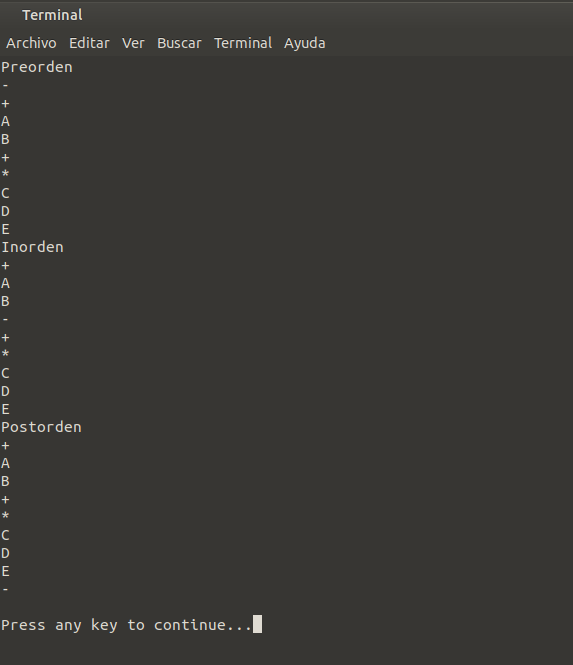 Terminal
Archivo Editar Ver Buscar Terminal Ayuda
Preorden
-
+
A
B
+
*
C
D
E
Inorden
+
A
B
-
+
*
C
D
E
Postorden
+
A
B
+
*
C
D
E
-
Press any key to continue...